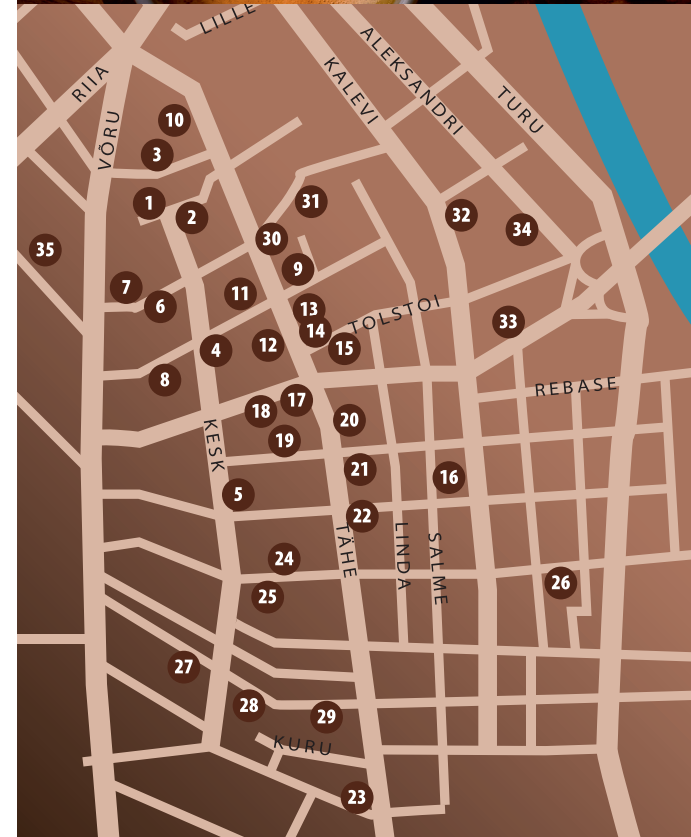 LILLE
RIIA
VÕRU
KALEVI
ALEKSANDRI
TURU
10
3
1
2
31
32
34
30
35
9
7
6
11
13
TOLSTOI
33
14
4
12
15
8
REBASE
17
18
20
KESK
19
21
16
5
22
TÄHE
LINDA
SALME
24
25
26
27
28
29
KURU
23